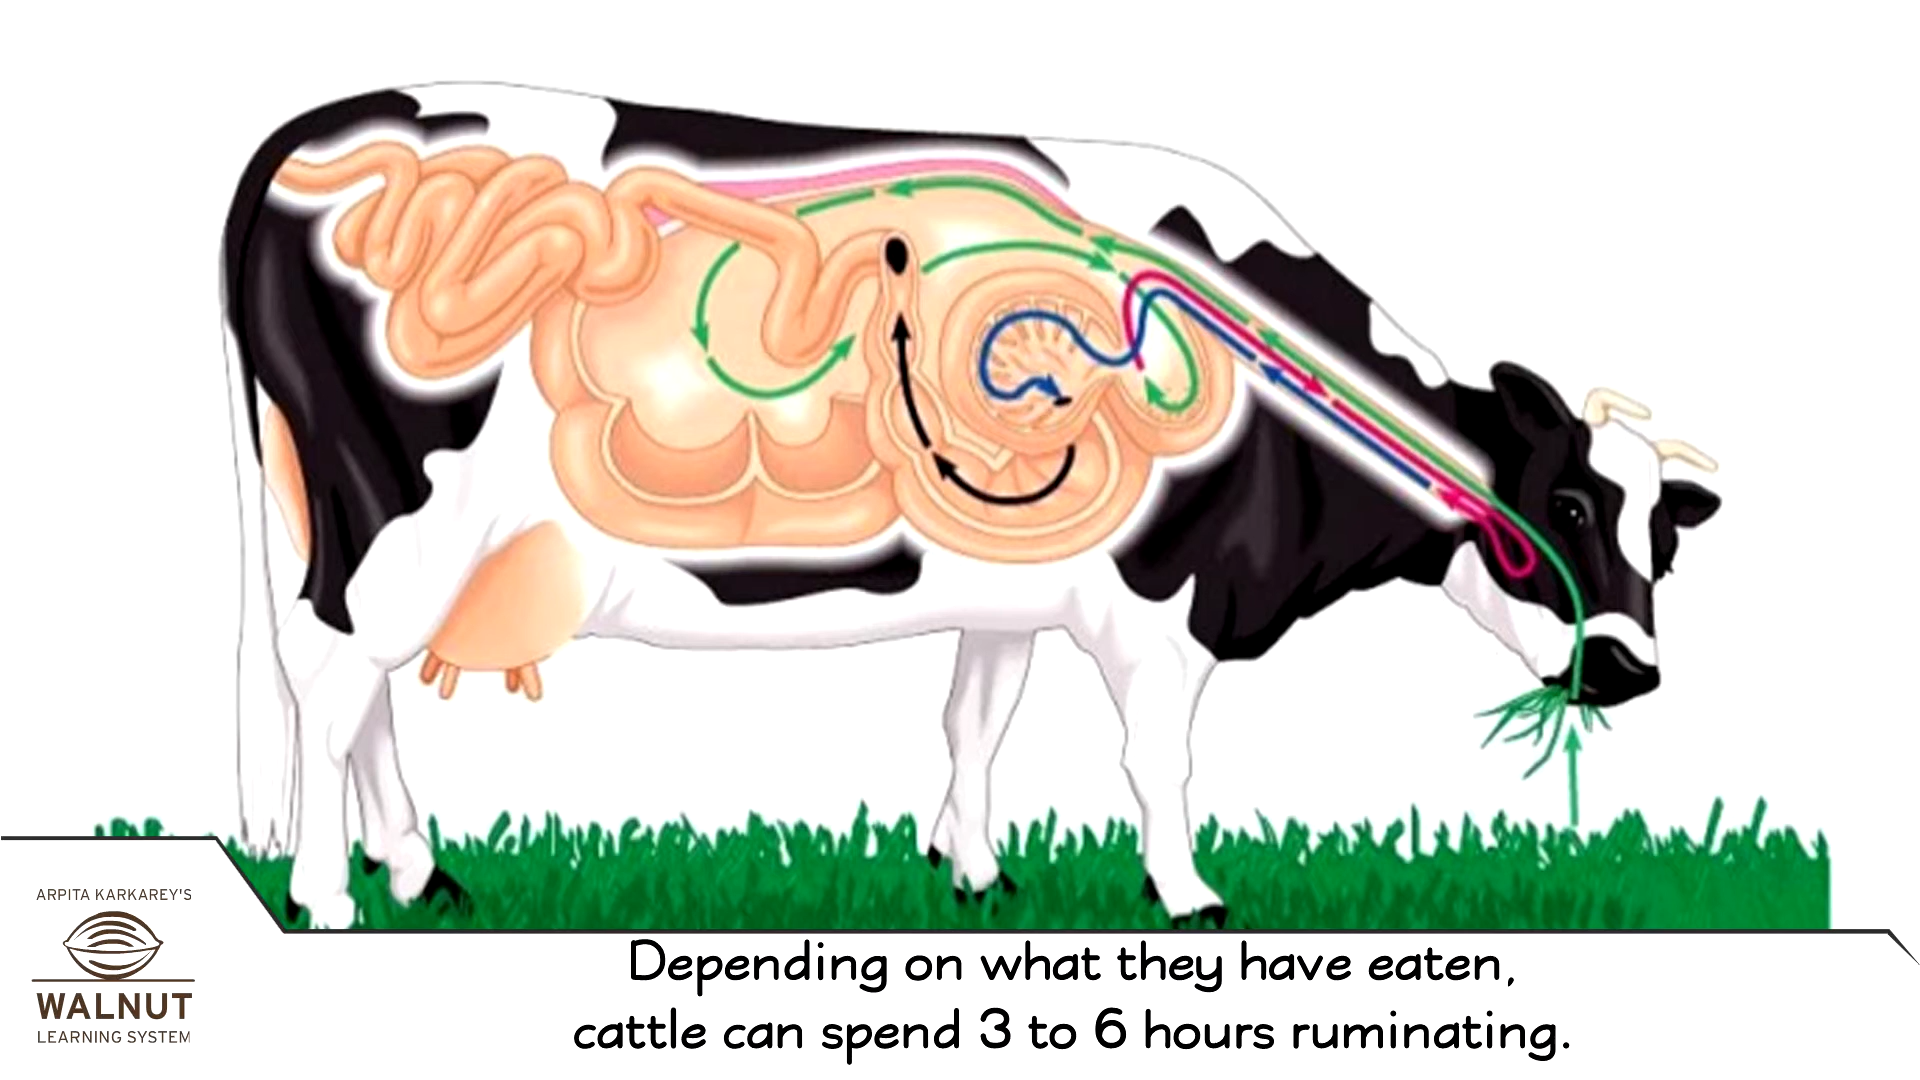 ARPITA KARKAREY'S
WALNUT
LEARNING SYSTEM
Depending on what they have eaten,
cattle can spend 3 to 6 hours ruminating.